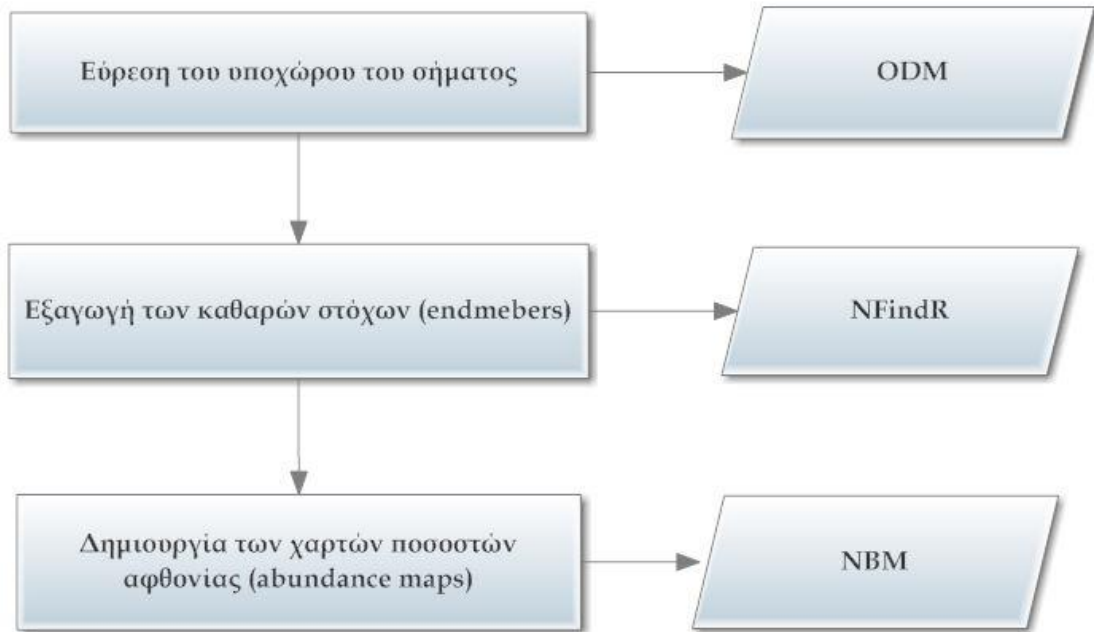 Εύρεση του υποχώρου του σήματος
ODM
Εξαγωγή των καθαρών στόχων (endmebers)
NFindR
Δημιουργία των χαρτών ποσοστών
αφθονίας (abundance maps)
NBM